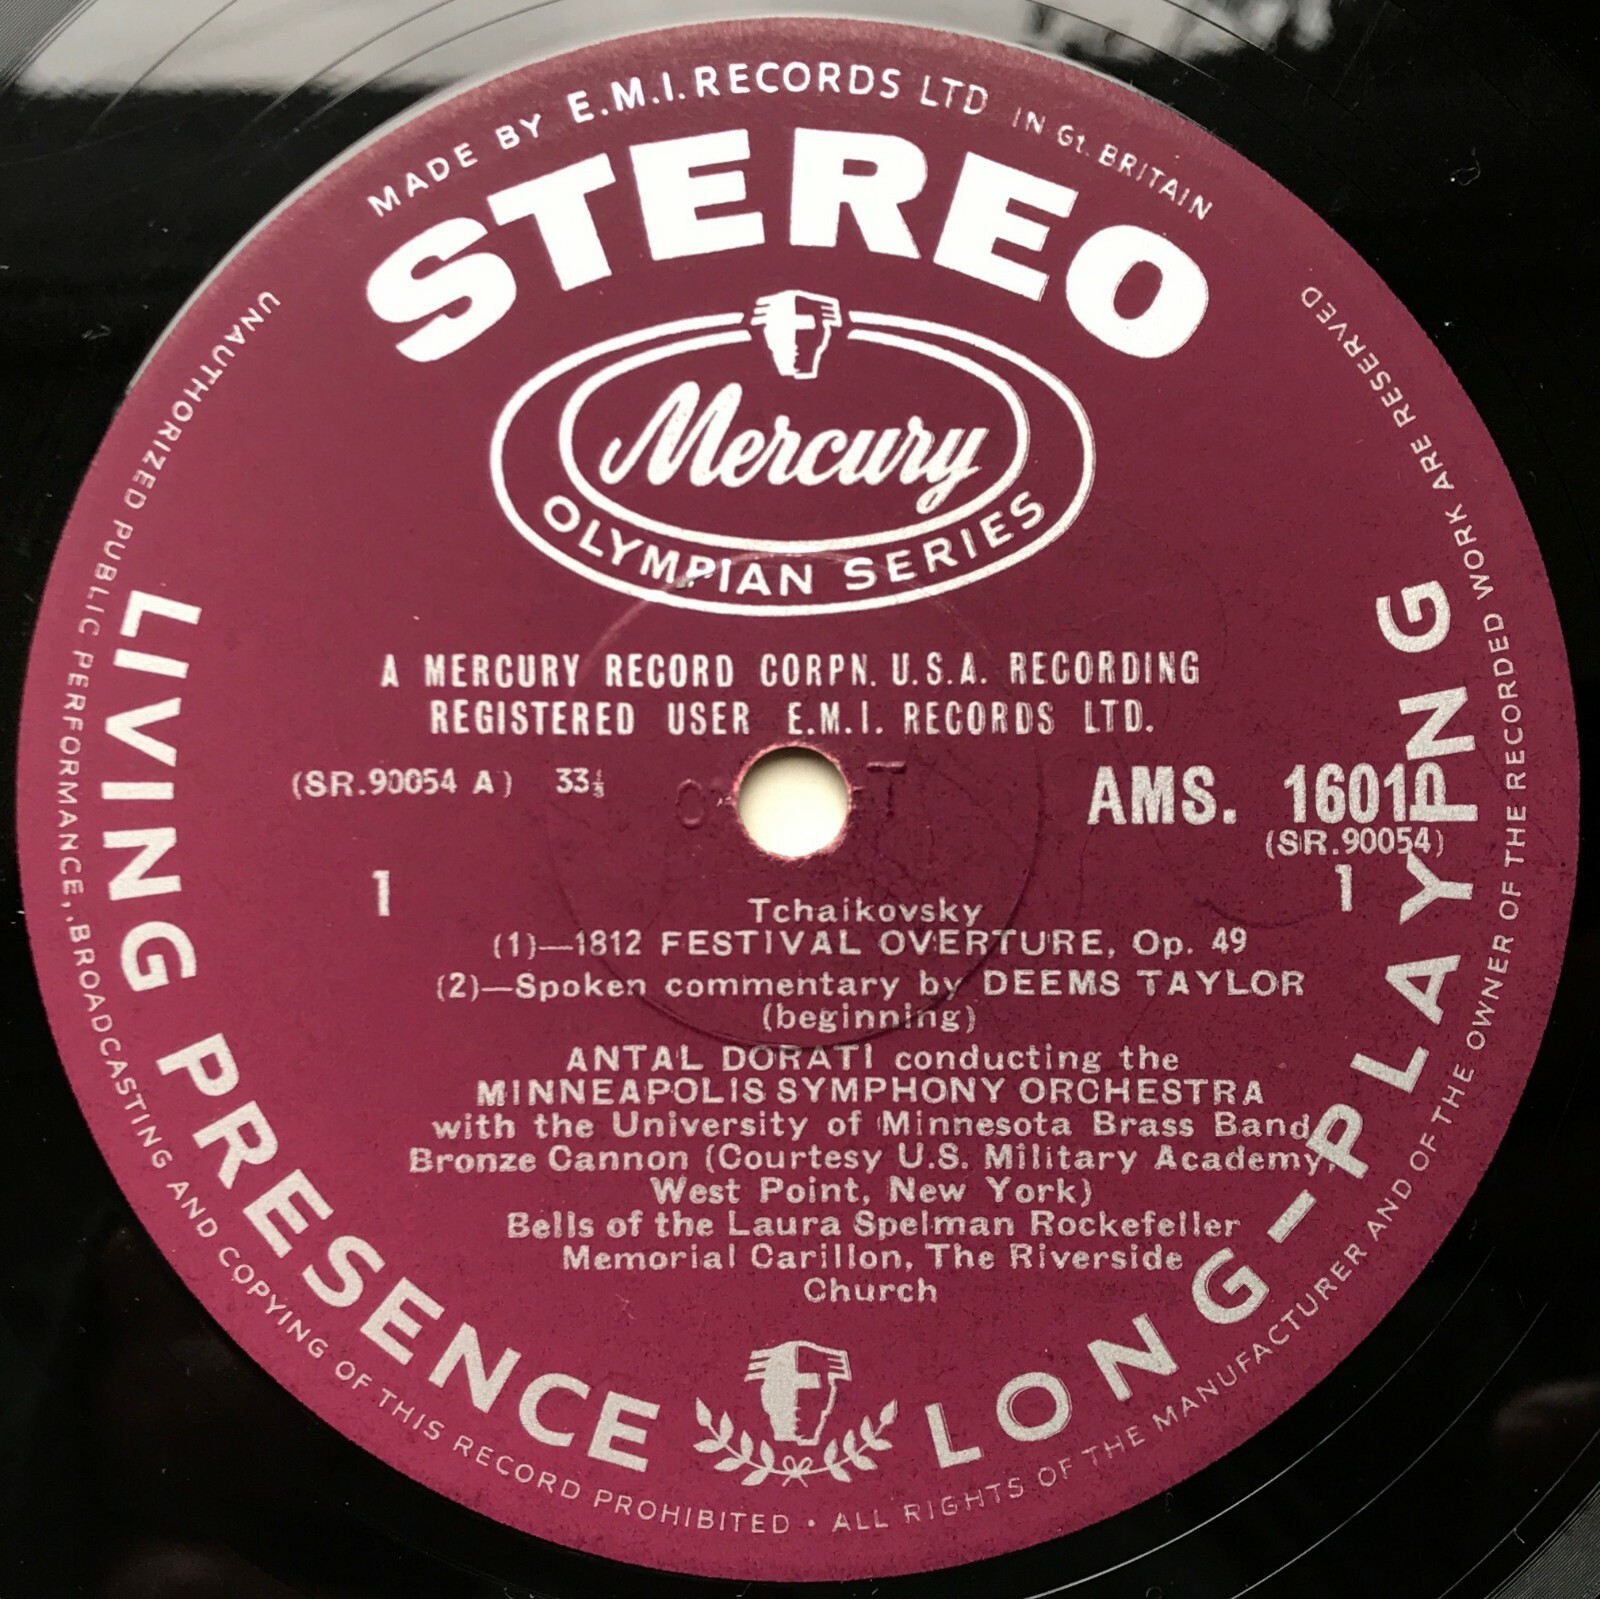 MADE BY E.M.I. RECORDS LTD IN Gt. BRITAIN
STEREO
Mercury
OLYMPIAN SERIES
A MERCURY RECORD CORPN. U.S.A. RECORDING
REGISTERED USER E.M.I. RECORDS LTD.
(SR.90054 A) 33⅓
AMS.
(SR.90054)
1
1
Tchaikovsky
(1)—1812 FESTIVAL OVERTURE, Op. 49
(2)—Spoken commentary by DEEMS TAYLOR
(beginning)
ANTAL DORATI conducting the
MINNEAPOLIS SYMPHONY ORCHESTRA
with the University of Minnesota Brass Band,
Bronze Cannon (Courtesy U.S. Military Academy,
West Point, New York)
Bells of the Laura Spelman Rockefeller
Memorial Carillon, The Riverside
Church
LIVING PRESENCE
LONG-PLAYING
UNAUTHORIZED PUBLIC PERFORMANCE, BROADCASTING AND COPYING OF THIS RECORD PROHIBITED · ALL RIGHTS OF THE MANUFACTURER AND OF THE OWNER OF THE RECORDED WORK ARE RESERVED